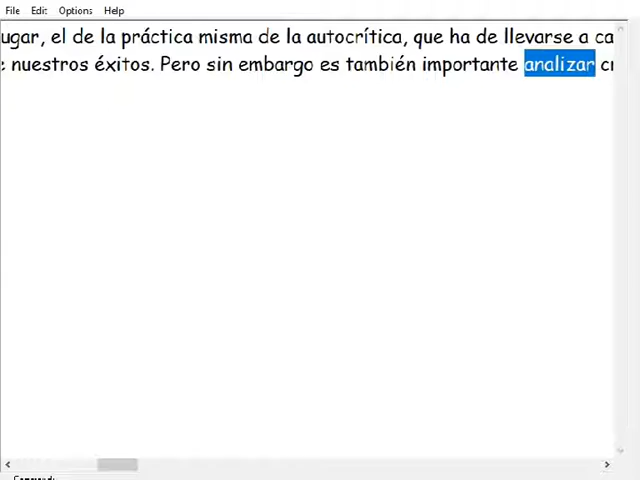 File Edit Options Help
ugar, el de la práctica misma de la autocrítica, que ha de llevarse a ca
e nuestros éxitos. Pero sin embargo es también importante analizar cr